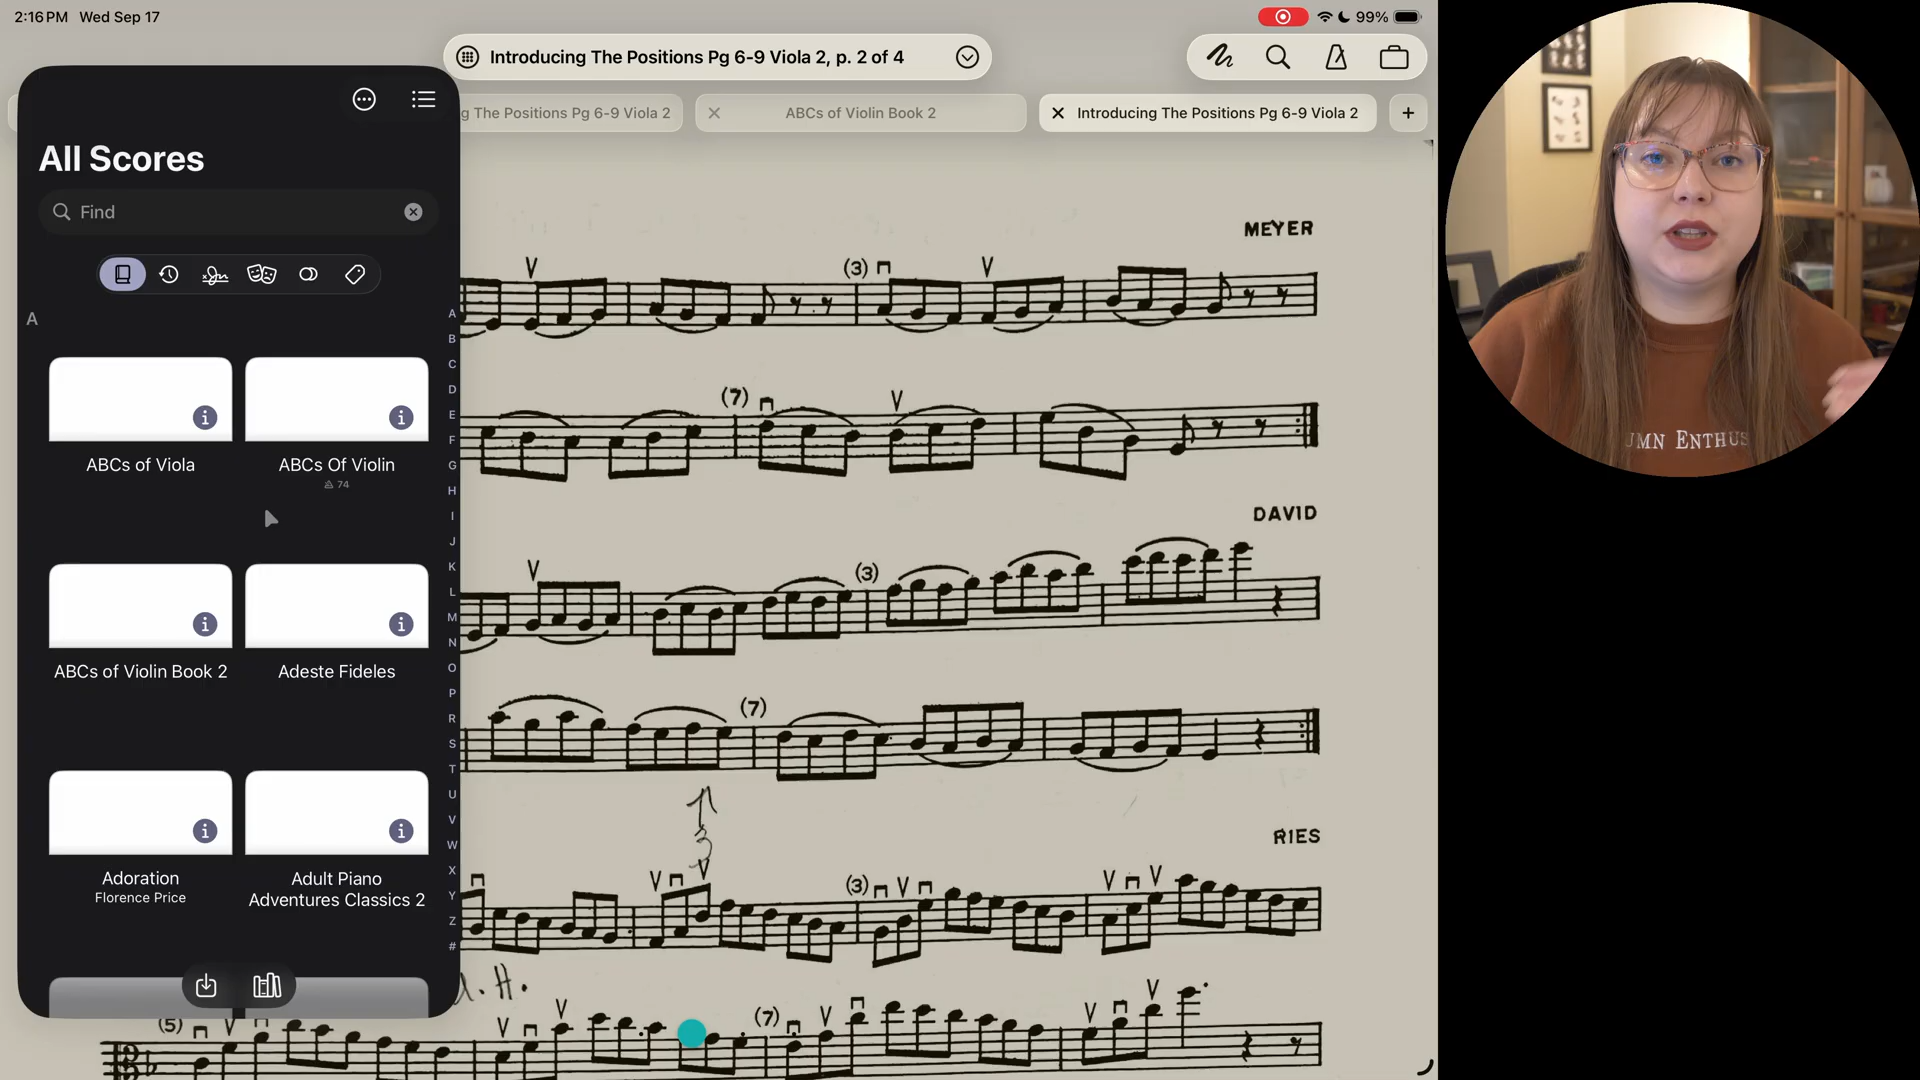 2:16 PM Wed Sep 17
99%
Introducing The Positions Pg 6-9 Viola 2, p. 2 of 4
g The Positions Pg 6-9 Viola 2
ABCs of Violin Book 2
Introducing The Positions Pg 6-9 Viola 2
All Scores
Find
A
ABCs of Viola
ABCs Of Violin
74
ABCs of Violin Book 2
Adeste Fideles
Adoration
Florence Price
Adult Piano
Adventures Classics 2
A
B
C
D
E
F
G
H
I
J
K
L
M
N
O
P
R
S
T
U
V
W
X
Y
Z
#
MEYER
(3)
(7)
DAVID
(3)
(7)
3
RIES
(3)
.H.
(5)
(7)
UMN ENTHUS